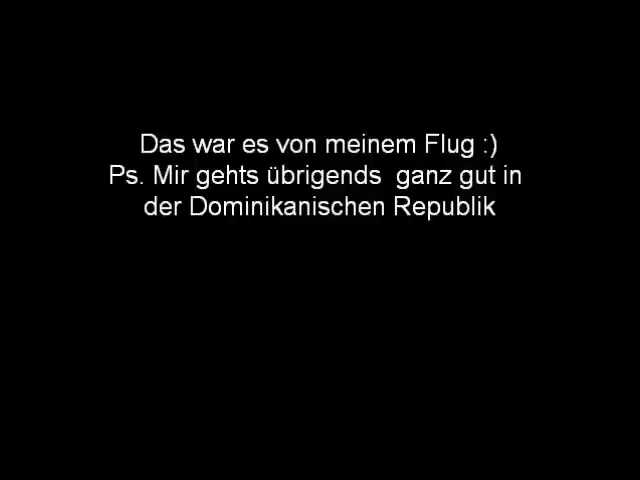 Das war es von meinem Flug :)
Ps. Mir gehts übrigends  ganz gut in
der Dominikanischen Republik